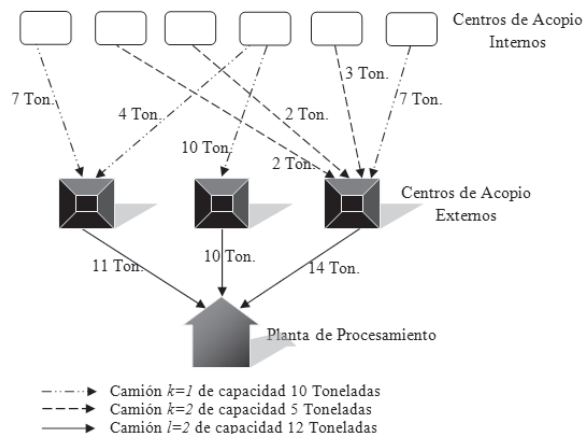 Centros de Acopio
Internos
7 Ton.
4 Ton.
2 Ton.
3 Ton.
7 Ton.
10 Ton.
2 Ton.
Centros de Acopio
Externos
11 Ton.
10 Ton.
14 Ton.
Planta de Procesamiento
Camión k=1 de capacidad 10 Toneladas
Camión k=2 de capacidad 5 Toneladas
Camión l=2 de capacidad 12 Toneladas